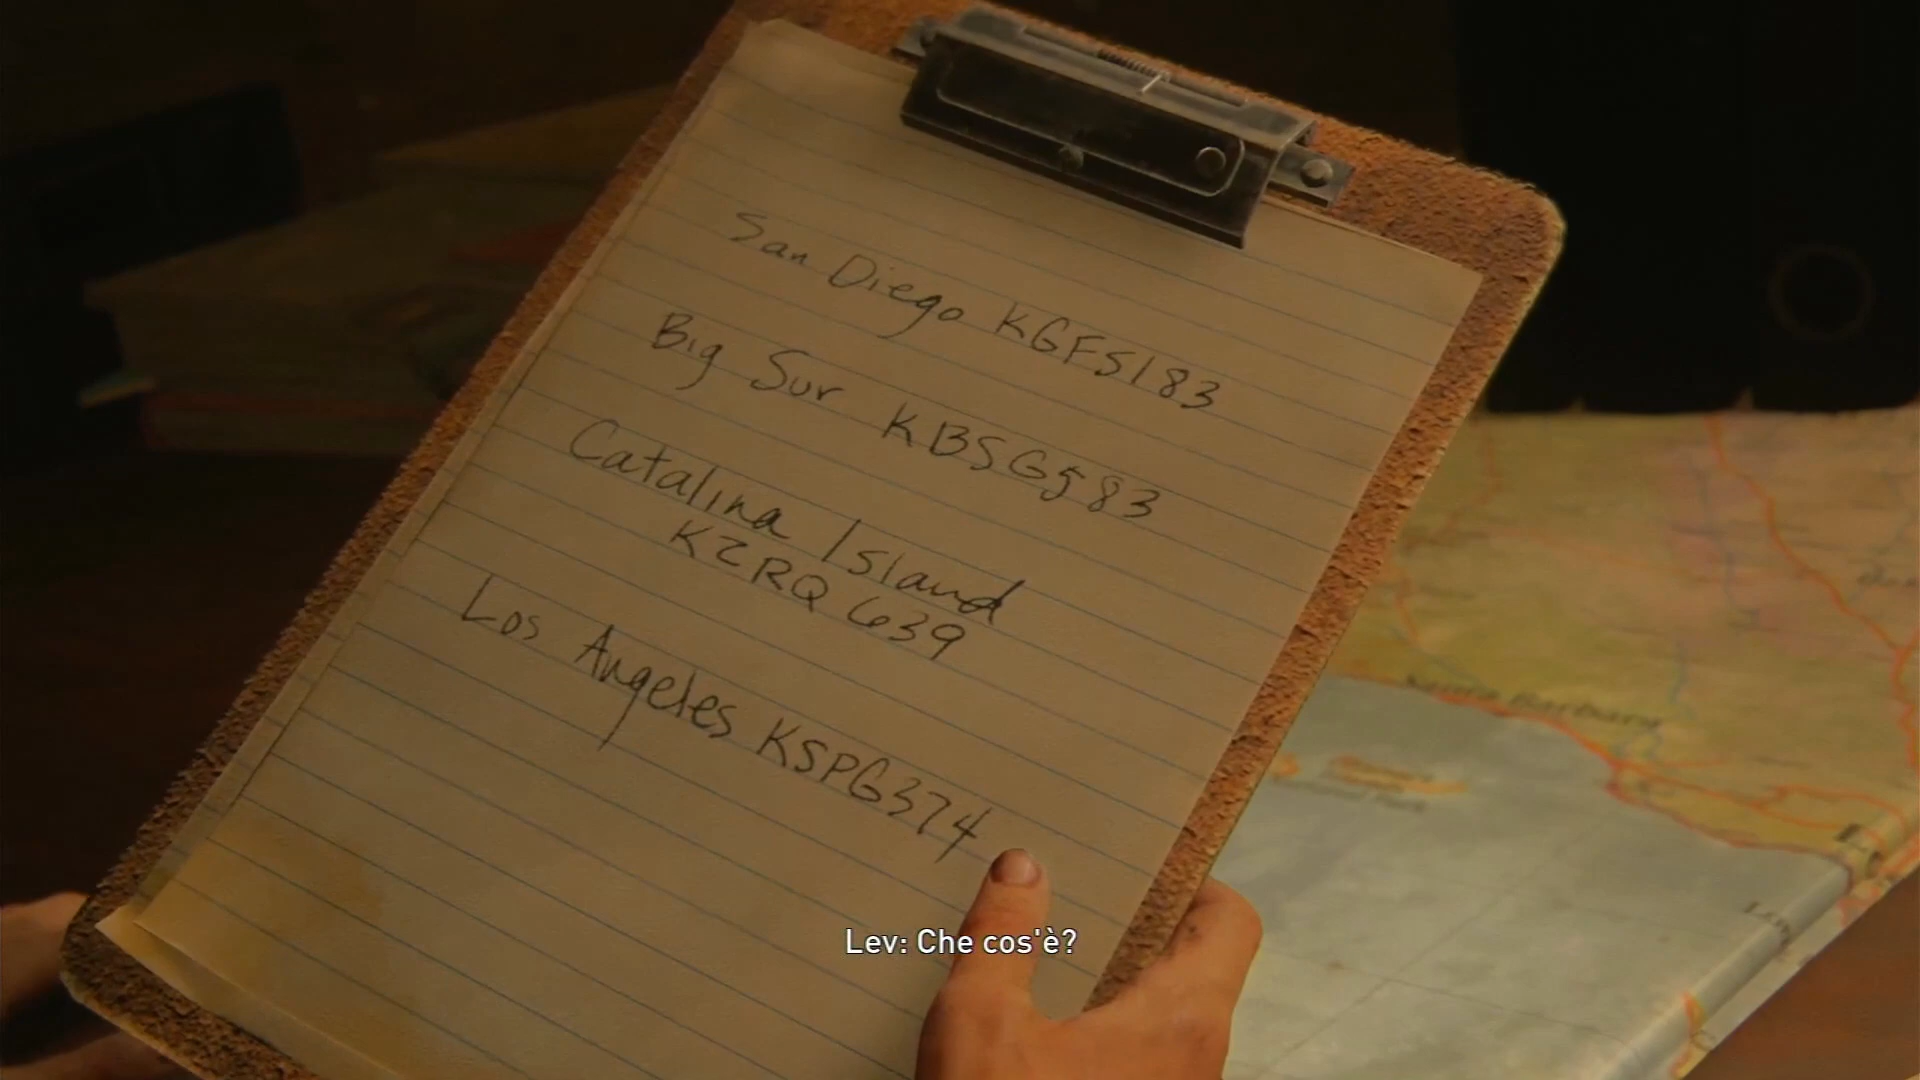 San Diego KGFS183
Big Sur KBSG583
Catalina Island
KZRQ639
Los Angeles KSPG374
Lev: Che cos'è?